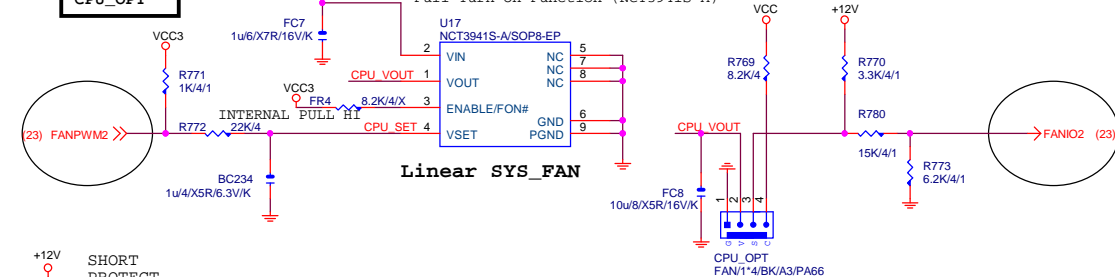 CPU_OPT
Full Turn On Function (NCT3941S-A)
VCC3
R771
1K/4/1
(23) FANPWM2
R772
22K/4
BC234
1u/4/X5R/6.3V/K
FC7
1u/6/X7R/16V/K
CPU_VOUT
VCC3
FR4
8.2K/4/X
INTERNAL PULL HI
CPU_SET
U17
NCT3941S-A/SOP8-EP
2
VIN
1
VOUT
3
ENABLE/FON#
4
VSET
NC
5
NC
7
NC
8
GND
6
PGND
9
Linear SYS_FAN
VCC
R769
8.2K/4
+12V
R770
3.3K/4/1
R780
15K/4/1
R773
6.2K/4/1
FANIO2 (23)
CPU_VOUT
FC8
10u/8/X5R/16V/K
1
2
3
4
G
V
S
C
CPU_OPT
FAN/1*4/BK/A3/PA66
+12V
SHORT
PROTECT